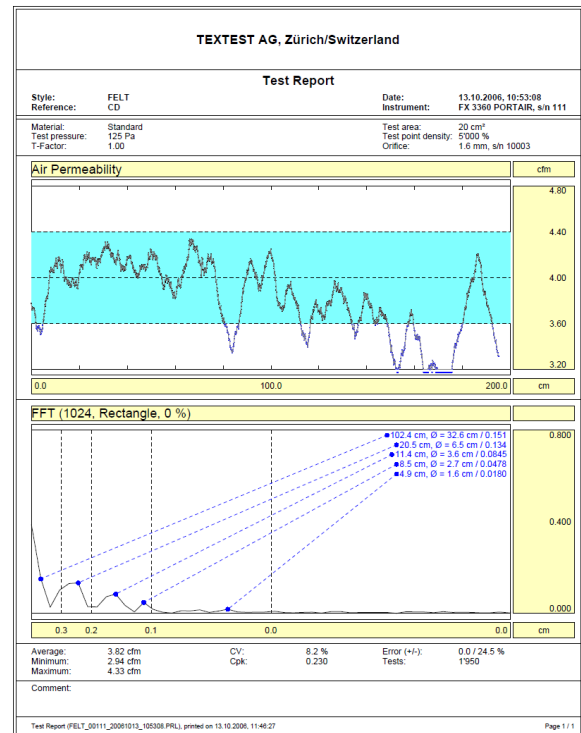 TEXTEST AG, Zürich/Switzerland
Test Report
Style: FELT Date: 13.10.2006, 10:53:08
Reference: CD Instrument: FX 3360 PORTAIR, s/n 111
Material: Standard Test area: 20 cm²
Test pressure: 125 Pa Test point density: 5'000 %
T-Factor: 1.00 Orifice: 1.6 mm, s/n 10003
Air Permeability cfm
4.80
4.40
4.00
3.60
3.20
0.0 100.0 200.0 cm
FFT (1024, Rectangle, 0 %)
102.4 cm, Ø = 32.6 cm / 0.151 0.800
20.5 cm, Ø = 6.5 cm / 0.134
11.4 cm, Ø = 3.6 cm / 0.0845
8.5 cm, Ø = 2.7 cm / 0.0478
4.9 cm, Ø = 1.6 cm / 0.0180
0.400
0.000
0.3 0.2 0.1 0.0 0.0 cm
Average: 3.82 cfm CV: 8.2 % Error (+/-): 0.0 / 24.5 %
Minimum: 2.94 cfm Cpk: 0.230 Tests: 1'950
Maximum: 4.33 cfm
Comment:
Test Report (FELT_00111_20061013_105308.PRL), printed on 13.10.2006, 11:46:27 Page 1 / 1